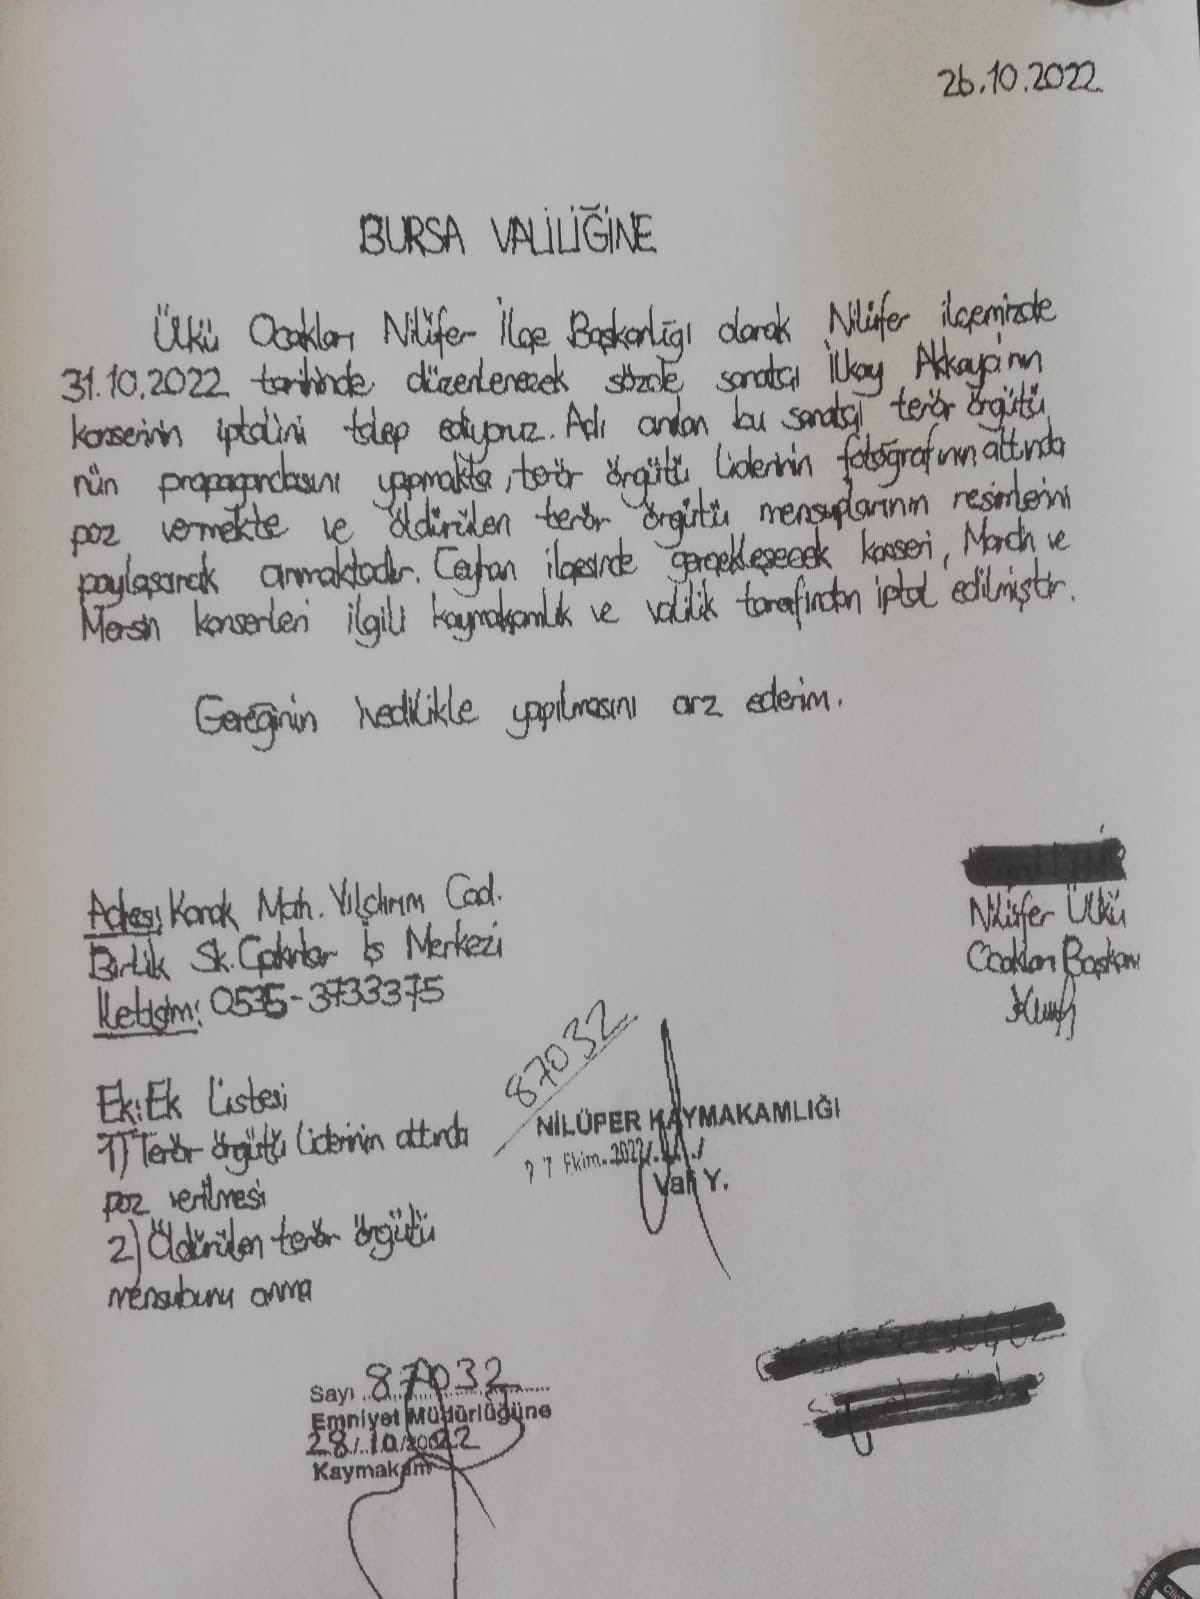 26.10.2022
BURSA VALİLİĞİNE
Ülkü Ocakları Nilüfer İlçe Başkanlığı olarak Nilüfer ilçemizde
31.10.2022 tarihinde düzenlenecek sözde sanatçı İlkay Akkaya'nın
konserinin iptalini talep ediyoruz. Adı anılan bu sanatçı terör örgütü
nün propagandasını yapmakta, terör örgütü liderinin fotoğrafının altında
poz vermekte ve öldürülen terör örgütü mensuplarının resimlerini
paylaşarak anmaktadır. Ceyhan ilçesinde gerçekleşecek konseri, Mardin ve
Mersin konserleri ilgili kaymakamlık ve valilik tarafından iptal edilmiştir.
Gereğinin ivedilikle yapılmasını arz ederim.
Nilüfer Ülkü
Ocakları Başkanı
Adres: Konak Mah. Yıldırım Cad.
Birlik Sk. İş Merkezi
İletişim: 0535-3733375
Ek: Ek Listesi
1) Terör örgütü liderinin altında
poz verilmesi
2) Öldürülen terör örgütü
mensubunu anma
87032
NİLÜFER KAYMAKAMLIĞI
27 Ekim 2022
Vali Y.
Sayı 87032
Emniyet Müdürlüğüne
28/10/2022
Kaymakam